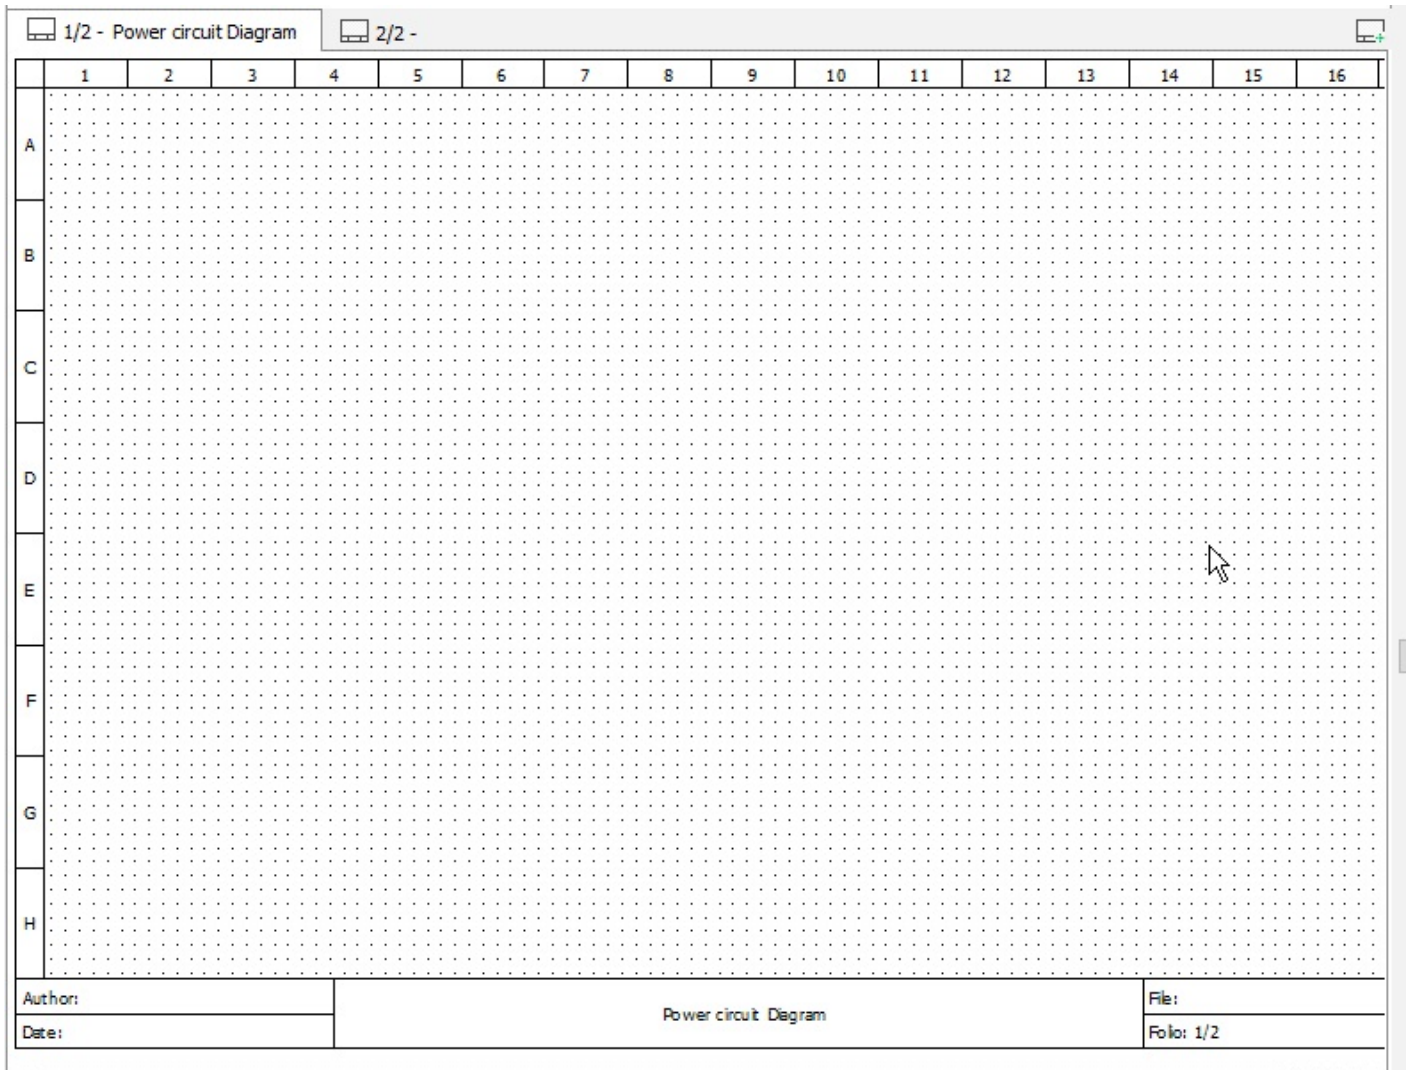 1/2 - Power circuit Diagram
2/2 -
1 2 3 4 5 6 7 8 9 10 11 12 13 14 15 16
A
B
C
D
E
F
G
H
Author:
Date:
Power circuit Diagram
File:
Folio: 1/2